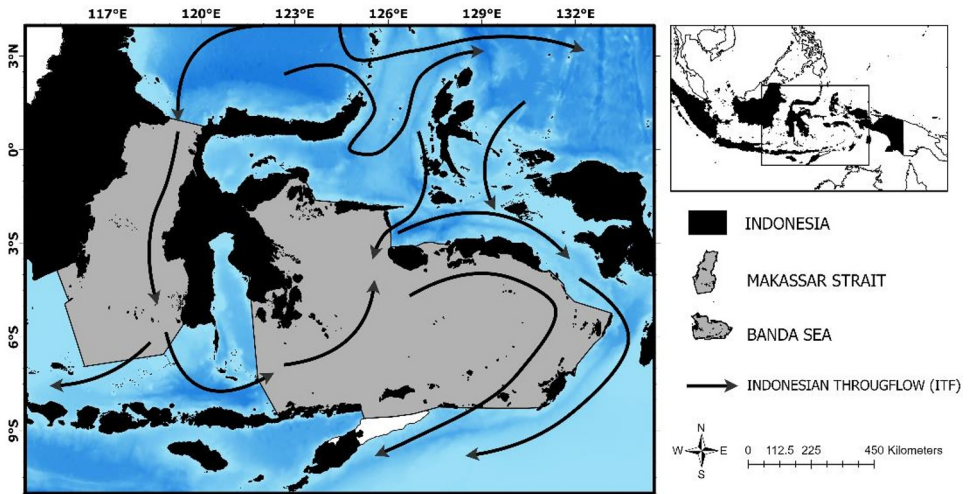 117°E 120°E 123°E 126°E 129°E 132°E
3°N
0°
3°S
6°S
9°S
INDONESIA
MAKASSAR STRAIT
BANDA SEA
INDONESIAN THROUGFLOW (ITF)
N
W E
S
0 112.5 225 450 Kilometers